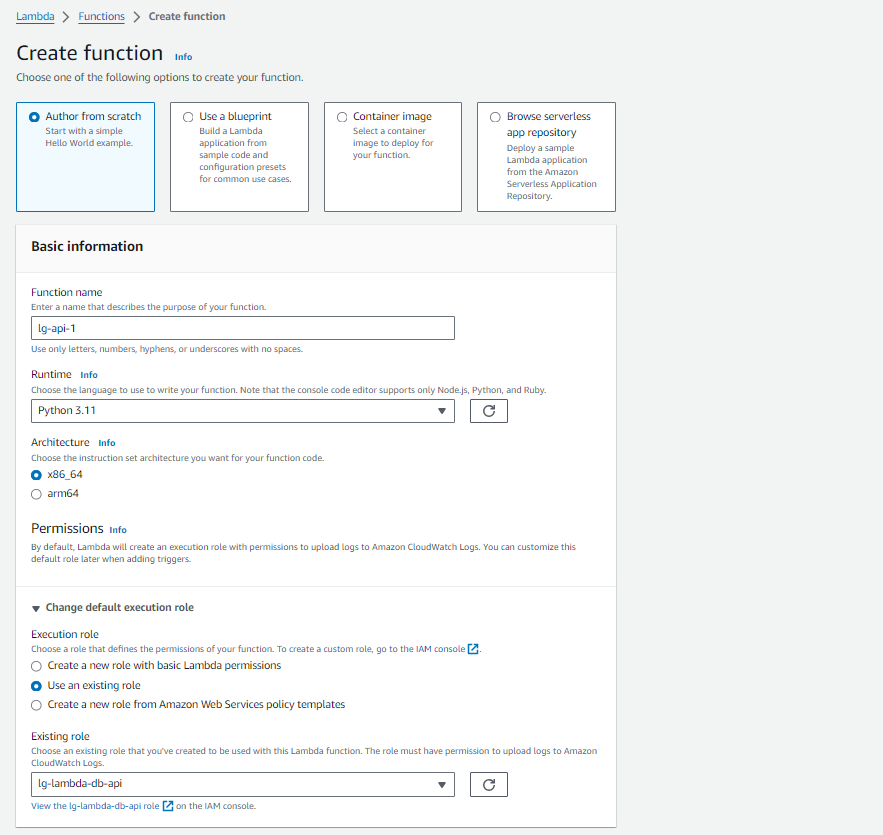 Lambda > Functions > Create function
Create function Info
Choose one of the following options to create your function.
Author from scratch
Start with a simple
Hello World example.
Use a blueprint
Build a Lambda
application from
sample code and
configuration presets
for common use cases.
Container image
Select a container
image to deploy for
your function.
Browse serverless
app repository
Deploy a sample
Lambda application
from the Amazon
Serverless Application
Repository.
Basic information
Function name
Enter a name that describes the purpose of your function.
lg-api-1
Use only letters, numbers, hyphens, or underscores with no spaces.
Runtime Info
Choose the language to use to write your function. Note that the console code editor supports only Node.js, Python, and Ruby.
Python 3.11
Architecture Info
Choose the instruction set architecture you want for your function code.
x86_64
arm64
Permissions Info
By default, Lambda will create an execution role with permissions to upload logs to Amazon CloudWatch Logs. You can customize this
default role later when adding triggers.
Change default execution role
Execution role
Choose a role that defines the permissions of your function. To create a custom role, go to the IAM console.
Create a new role with basic Lambda permissions
Use an existing role
Create a new role from Amazon Web Services policy templates
Existing role
Choose an existing role that you've created to be used with this Lambda function. The role must have permission to upload logs to Amazon
CloudWatch Logs.
lg-lambda-db-api
View the lg-lambda-db-api role on the IAM console.